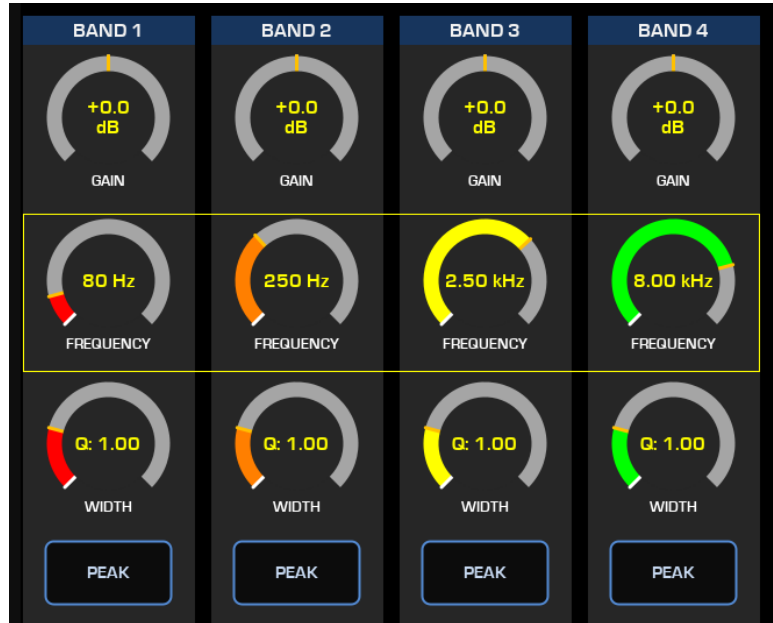 BAND 1 BAND 2 BAND 3 BAND 4
+0.0 +0.0 +0.0 +0.0
dB dB dB dB
GAIN GAIN GAIN GAIN
80 Hz 250 Hz 2.50 kHz 8.00 kHz
FREQUENCY FREQUENCY FREQUENCY FREQUENCY
Q: 1.00 Q: 1.00 Q: 1.00 Q: 1.00
WIDTH WIDTH WIDTH WIDTH
PEAK PEAK PEAK PEAK